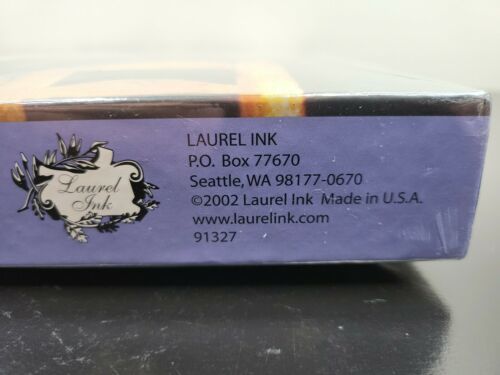 Laurel
Ink
LAUREL INK
P.O. Box 77670
Seattle, WA 98177-0670
©2002 Laurel Ink Made in U.S.A.
www.laurelink.com
91327